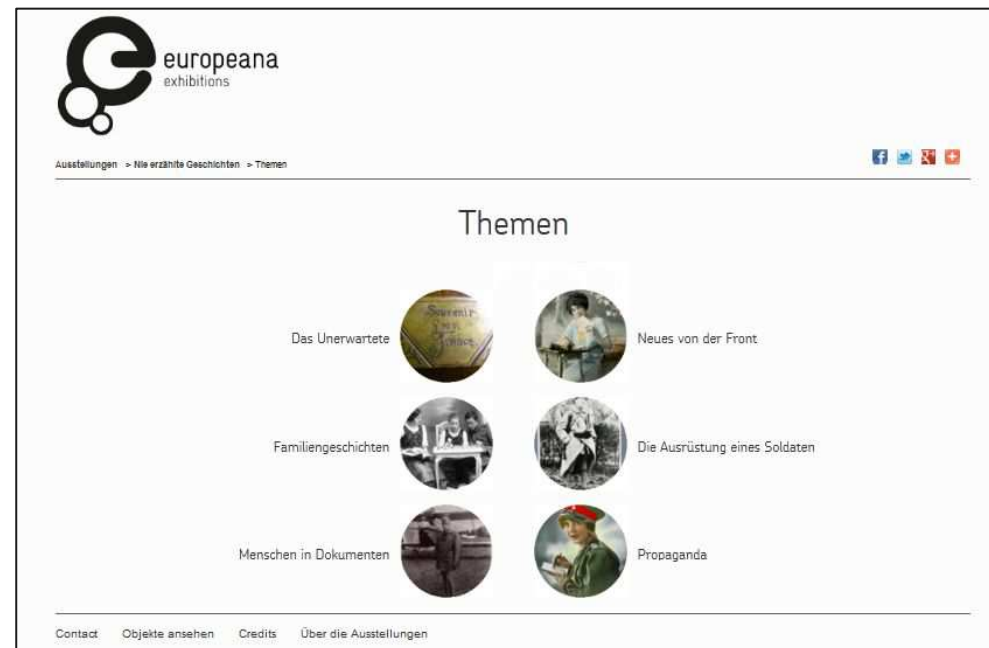 europeana
exhibitions
Ausstellungen > Nie erzählte Geschichten > Themen
Themen
Das Unerwartete
Souvenir
Neues von der Front
Familiengeschichten
Die Ausrüstung eines Soldaten
Menschen in Dokumenten
Propaganda
Contact Objekte ansehen Credits Über die Ausstellungen